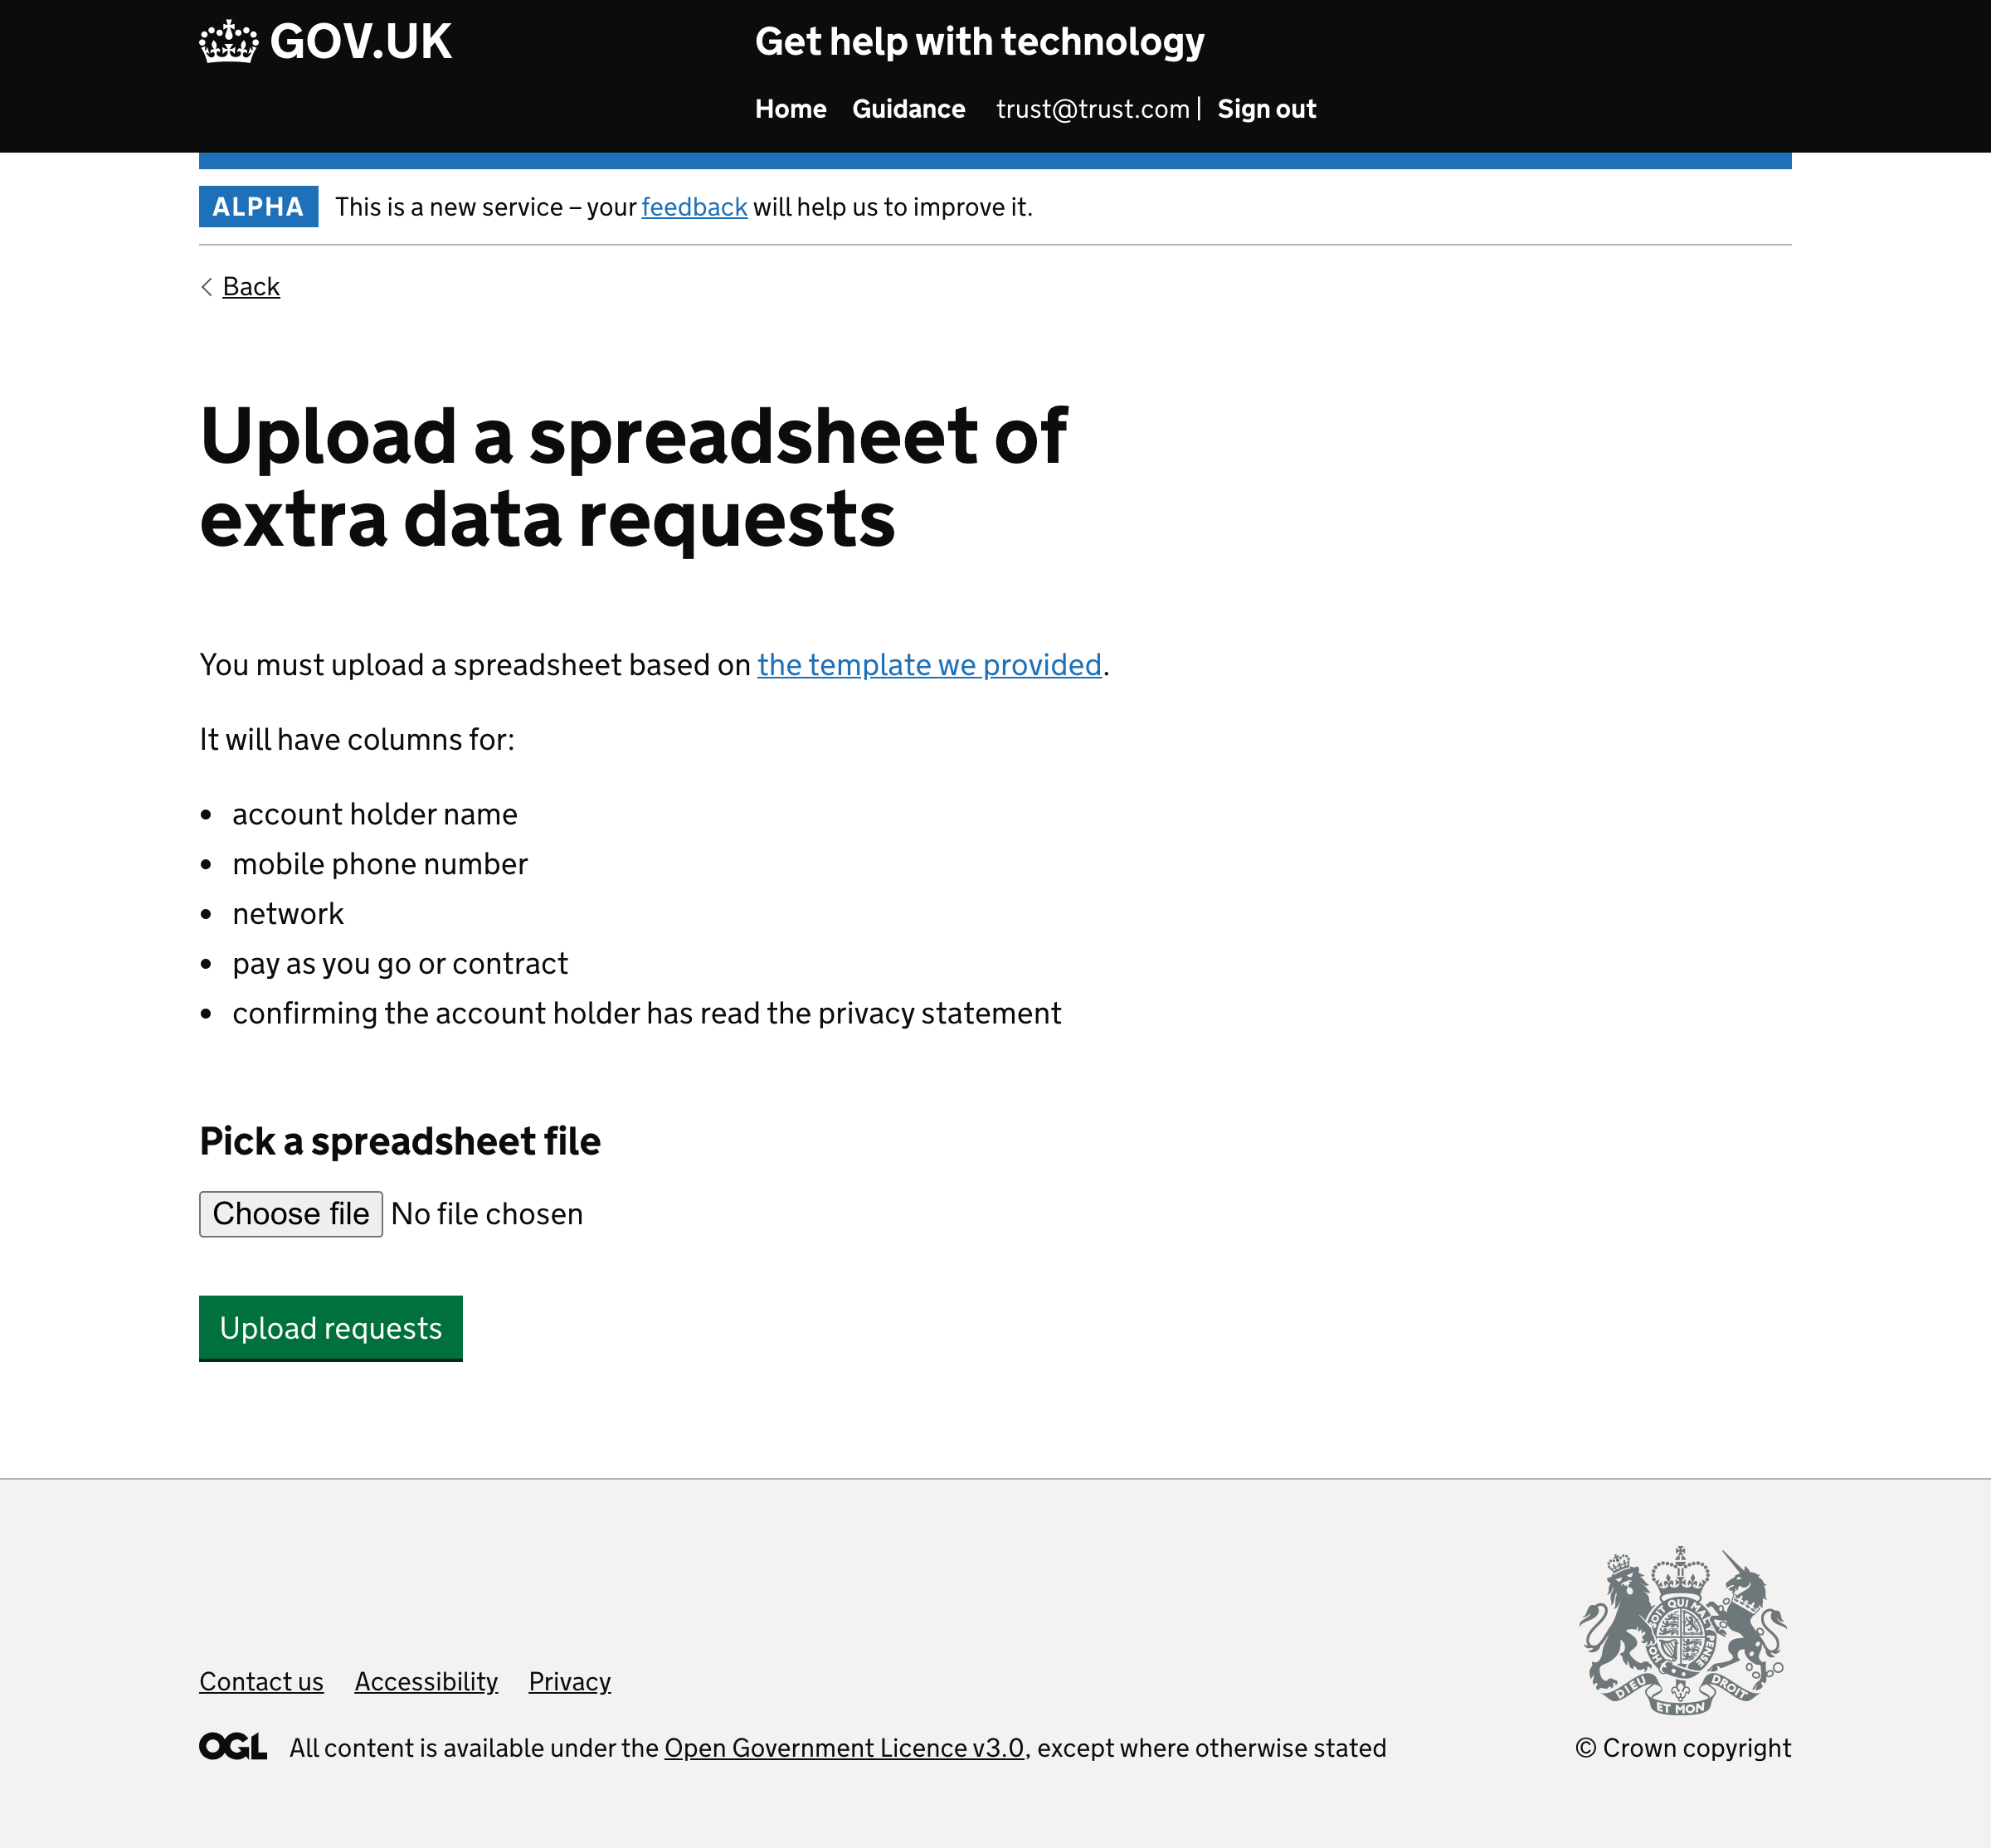 GOV.UK
Get help with technology
Home Guidance trust@trust.com | Sign out
ALPHA This is a new service – your feedback will help us to improve it.
Back
Upload a spreadsheet of
extra data requests
You must upload a spreadsheet based on the template we provided.
It will have columns for:
• account holder name
• mobile phone number
• network
• pay as you go or contract
• confirming the account holder has read the privacy statement
Pick a spreadsheet file
Choose file No file chosen
Upload requests
DIEU ET MON DROIT
Contact us Accessibility Privacy
OGL All content is available under the Open Government Licence v3.0, except where otherwise stated
© Crown copyright